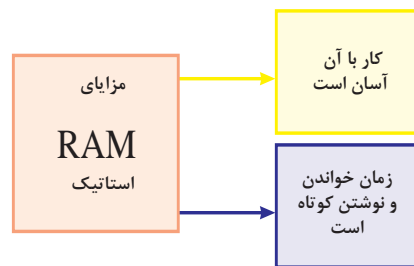 مزایای
RAM
استاتیک
کار با آن
آسان است
زمان خواندن
و نوشتن کوتاه
است